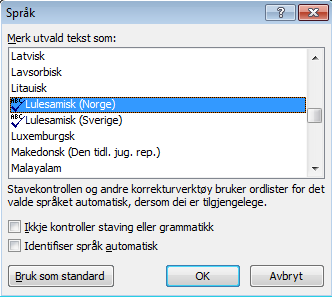 Språk
Merk utvald tekst som:
Latvisk
Lavsorbisk
Litauisk
Lulesamisk (Norge)
Lulesamisk (Sverige)
Luxemburgsk
Makedonsk (Den tidl. jug. rep.)
Malayalam
Stavekontrollen og andre korrekturverktøy bruker ordlister for det
valde språket automatisk, dersom dei er tilgjengelege.
Ikkje kontroller staving eller grammatikk
Identifiser språk automatisk
Bruk som standard
OK
Avbryt